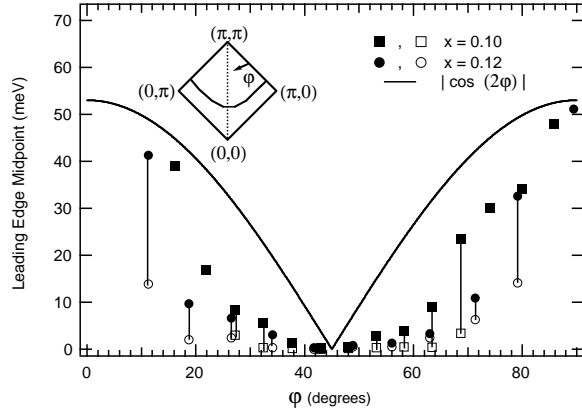 80
70
60
50
40
30
20
10
0
Leading Edge Midpoint (meV)
(π,π)
φ
(0,π)
(π,0)
(0,0)
, x = 0.10
, x = 0.12
| cos (2φ) |
0 20 40 60 80
φ (degrees)